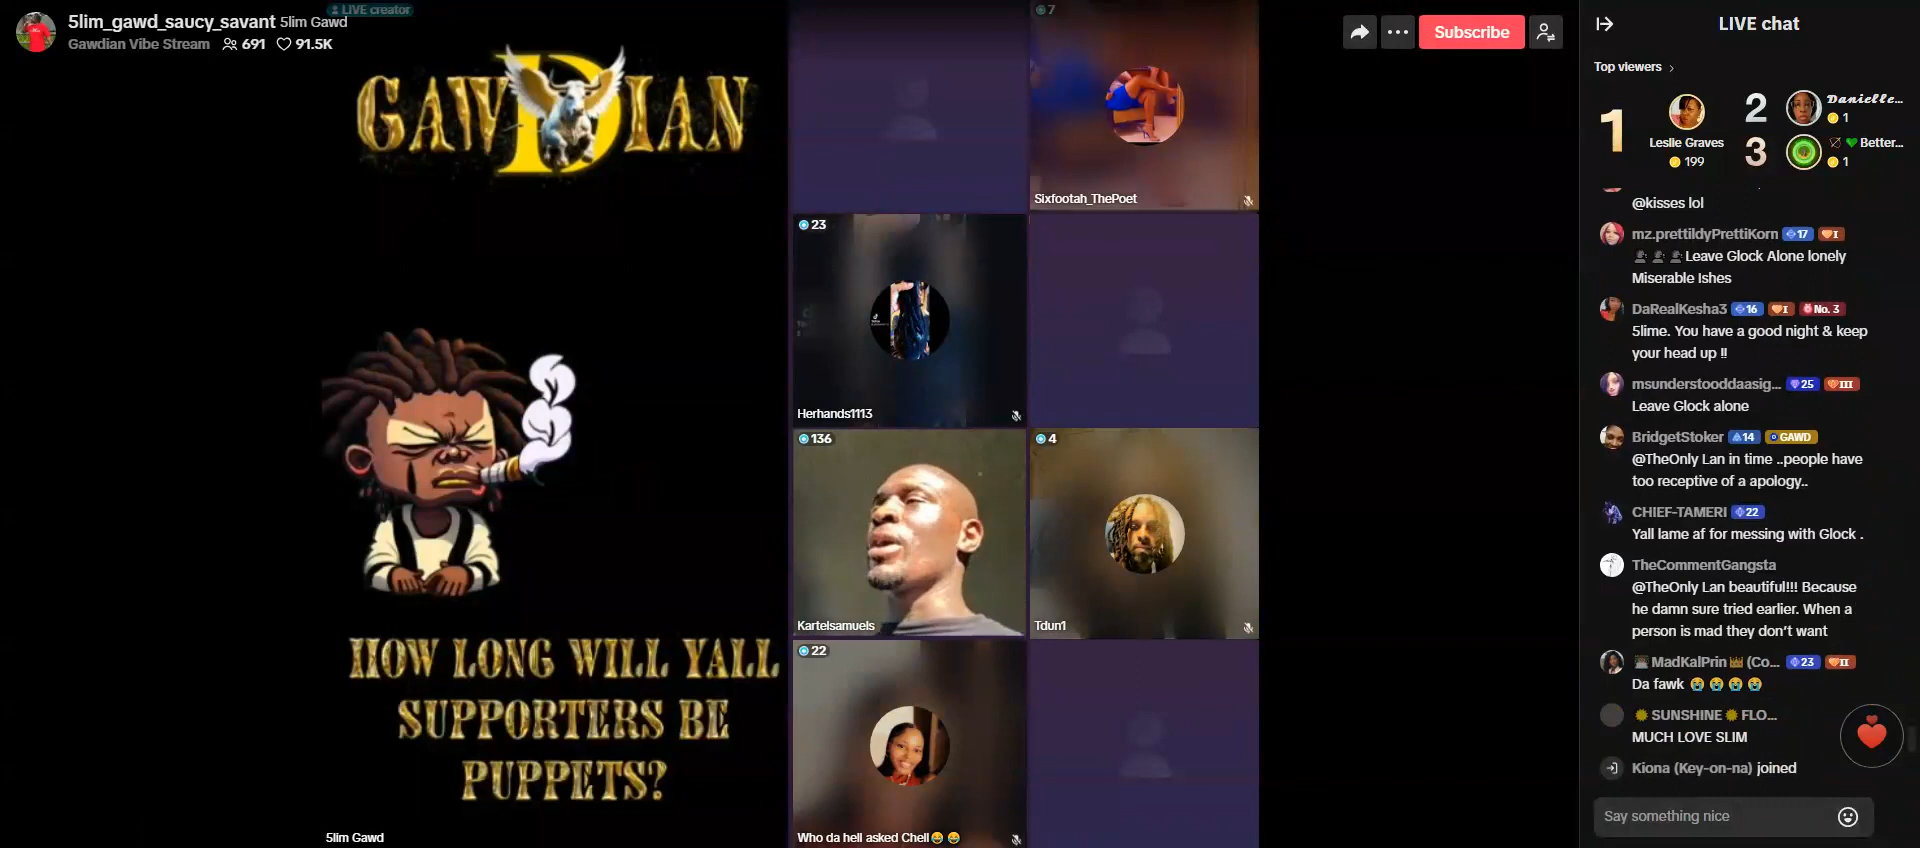 5lim_gawd_saucy_savant 5lim Gawd
Gawdian Vibe Stream 691 91.5K
LIVE creator
GAWDIAN
HOW LONG WILL YALL
SUPPORTERS BE
PUPPETS?
5lim Gawd
7
Sixfootah_ThePoet
23
Herhands1113
136
Kartelsamuels
4
Tdun1
22
Who da hell asked Chell😂 😂
Subscribe
LIVE chat
Top viewers
1
Leslie Graves
199
2
𝓓𝓪𝓷𝓲𝓮𝓵𝓵𝓮...
1
3
Better...
1
@kisses lol
mz.prettildyPrettiKorn 17 I
Leave Glock Alone lonely
Miserable Ishes
DaRealKesha3 16 I No. 3
5lime. You have a good night & keep
your head up ‼
msunderstooddaasig... 25 III
Leave Glock alone
BridgetStoker 14 GAWD
@TheOnly Lan in time ..people have
too receptive of a apology..
CHIEF-TAMERI 22
Yall lame af for messing with Glock .
TheCommentGangsta
@TheOnly Lan beautiful!!! Because
he damn sure tried earlier. When a
person is mad they don’t want
MadKalPrin 👑 (Co... 23 II
Da fawk 😭 😭 😭 😭
SUNSHINE FLO...
MUCH LOVE SLIM
Kiona (Key-on-na) joined
Say something nice